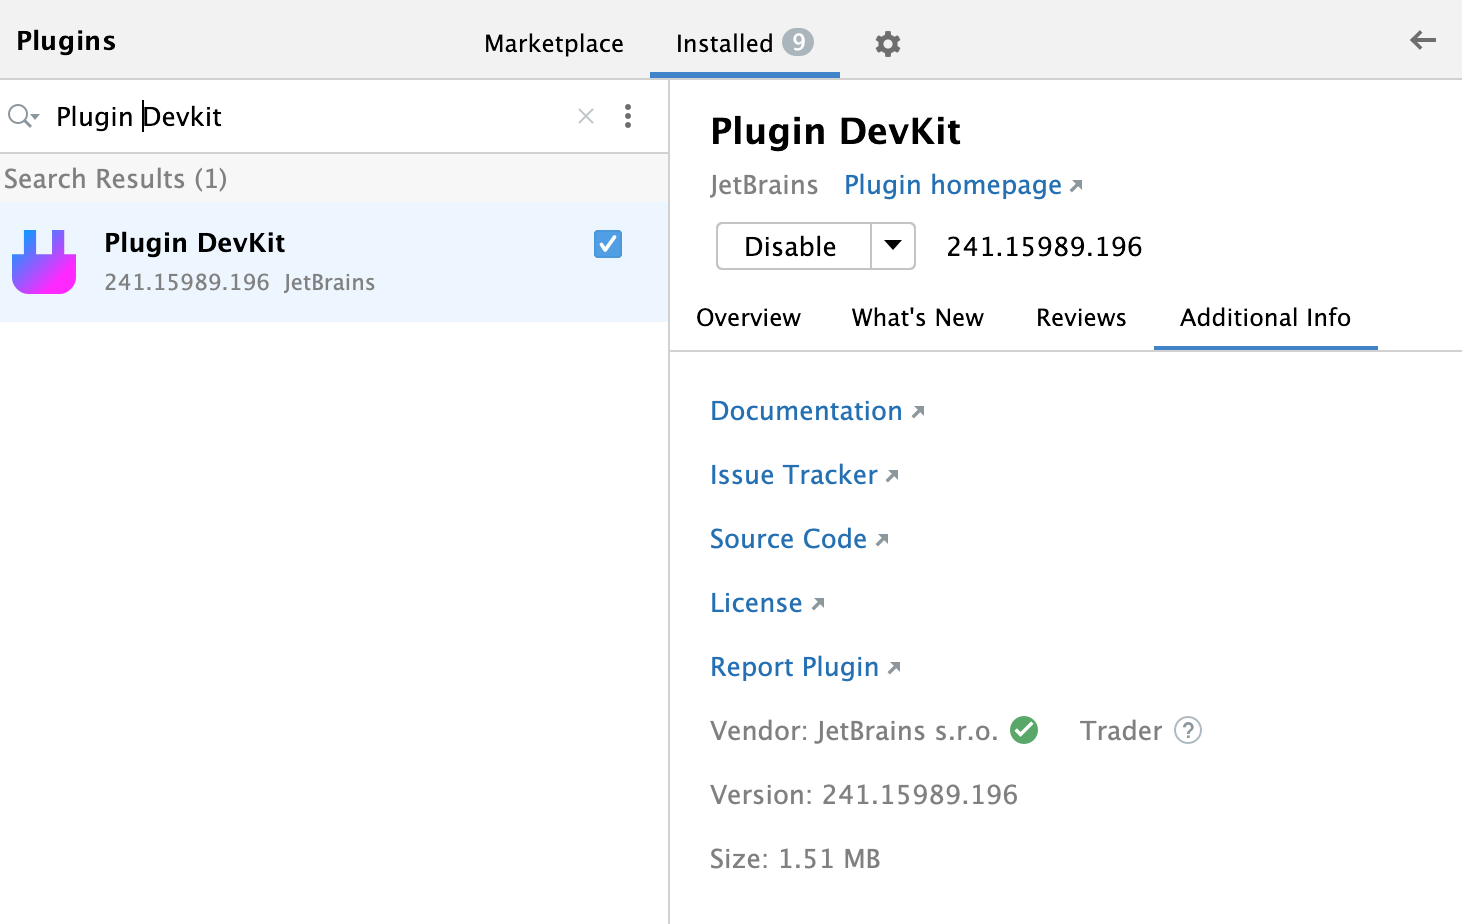 Plugins
Marketplace
Installed 9
Plugin Devkit
Search Results (1)
Plugin DevKit
241.15989.196 JetBrains
Plugin DevKit
JetBrains Plugin homepage
Disable 241.15989.196
Overview What's New Reviews Additional Info
Documentation
Issue Tracker
Source Code
License
Report Plugin
Vendor: JetBrains s.r.o. Trader ?
Version: 241.15989.196
Size: 1.51 MB